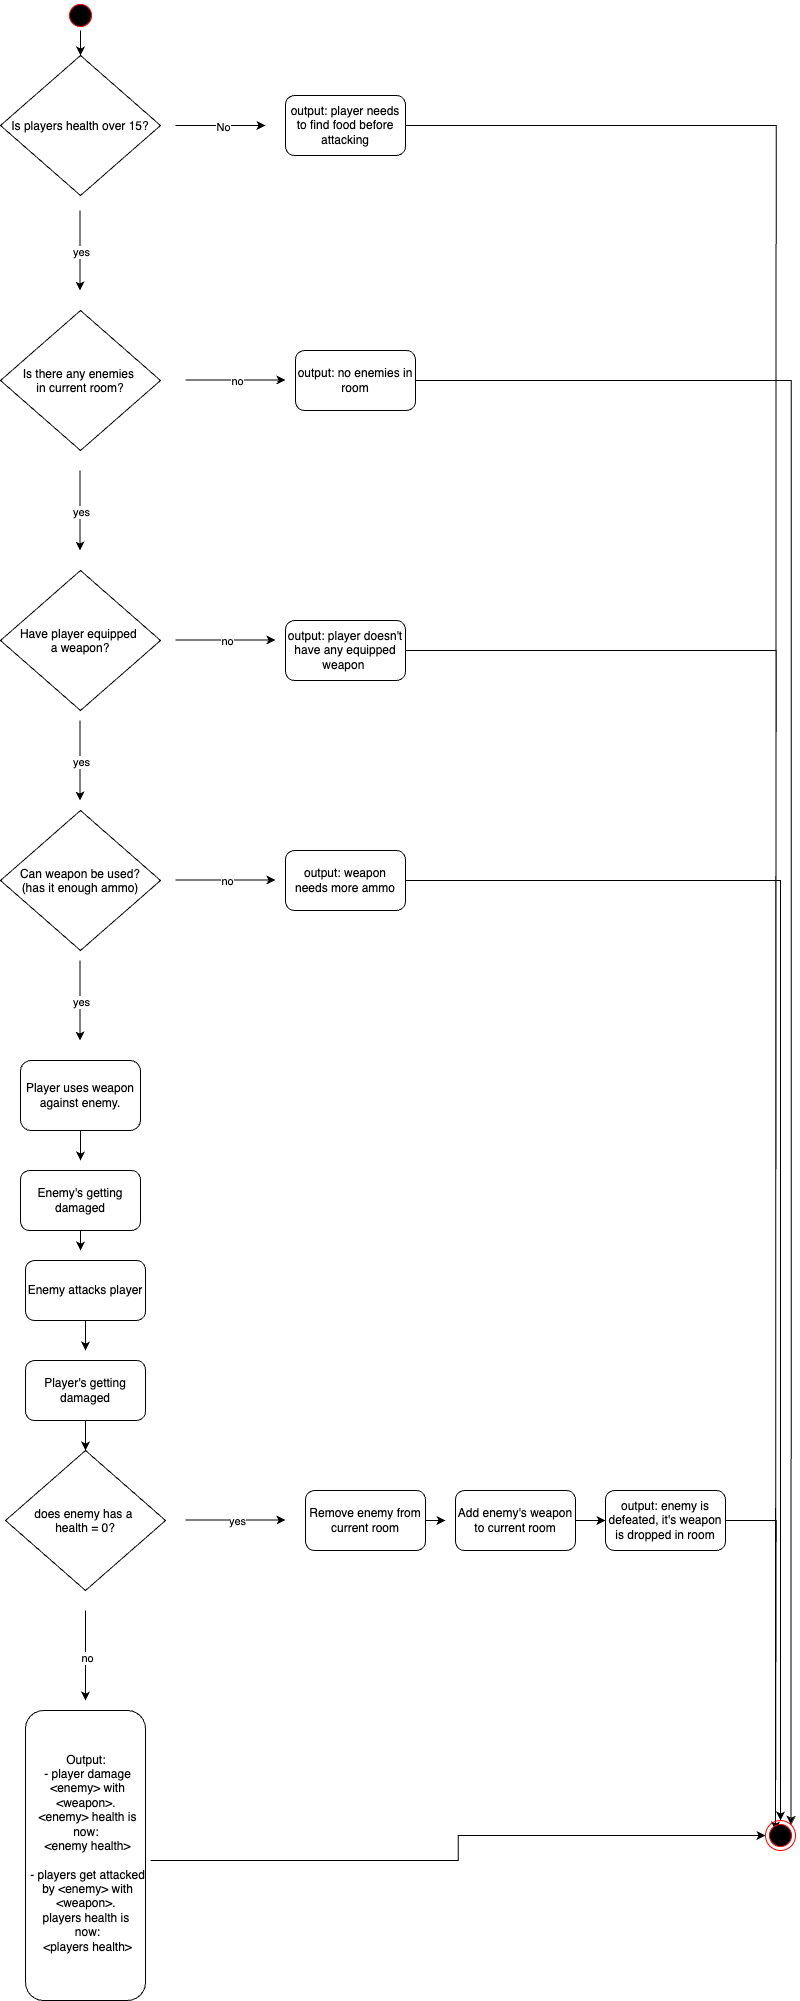 Is players health over 15?
No
output: player needs
to find food before
attacking
yes
Is there any enemies
in current room?
no
output: no enemies in
room
yes
Have player equipped
a weapon?
no
output: player doesn't
have any equipped
weapon
yes
Can weapon be used?
(has it enough ammo)
no
output: weapon
needs more ammo
yes
Player uses weapon
against enemy.
Enemy's getting
damaged
Enemy attacks player
Player's getting
damaged
does enemy has a
health = 0?
yes
Remove enemy from
current room
Add enemy's weapon
to current room
output: enemy is
defeated, it's weapon
is dropped in room
no
Output:
- player damage
<enemy> with
<weapon>.
<enemy> health is
now:
<enemy health>
- players get attacked
by <enemy> with
<weapon>.
players health is
now:
<players health>